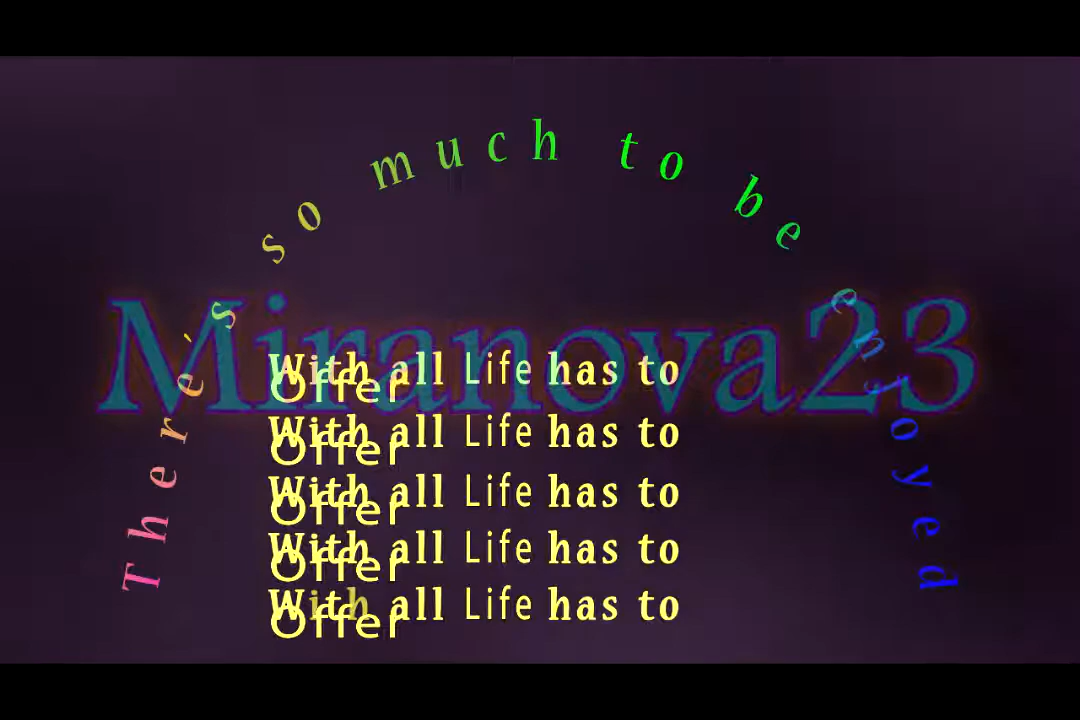 There´s so much to be enjoyed
Miranova23
With all Life has to
Offer
With all Life has to
Offer
With all Life has to
Offer
With all Life has to
Offer
With all Life has to
Offer